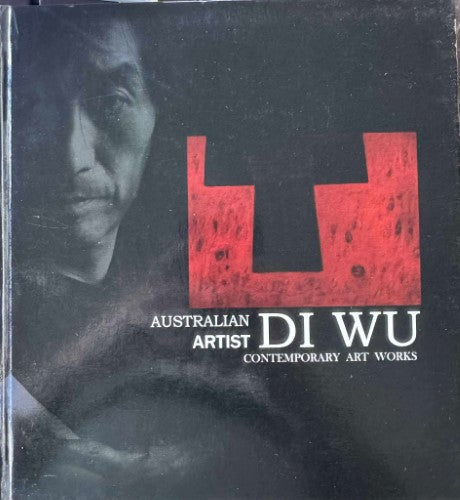 AUSTRALIAN
ARTIST DI WU
CONTEMPORARY ART WORKS